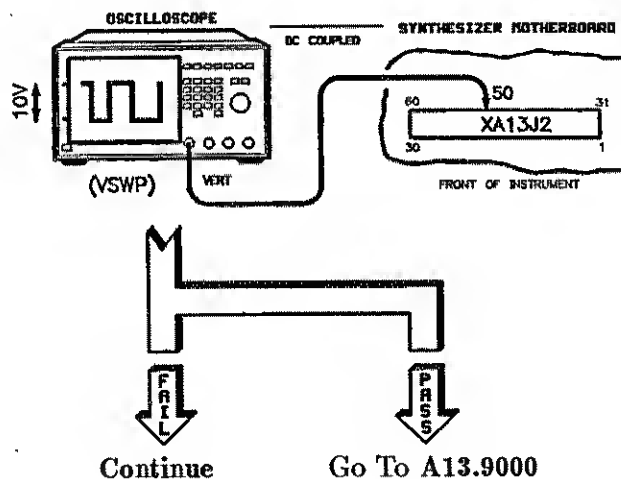 OSCILLOSCOPE
DC COUPLED
SYNTHESIZER MOTHERBOARD
10V
50
60
31
XA13J2
30
1
(VSWP)
VERT
FRONT OF INSTRUMENT
FAIL
PASS
Continue
Go To A13.9000